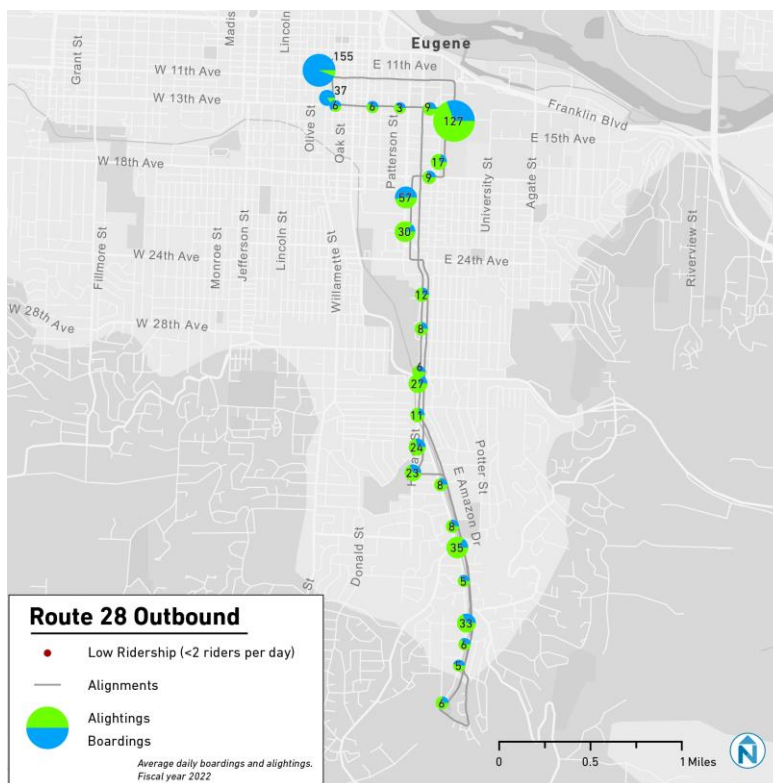 Madis
Lincoln
Grant St
Eugene
155
W 11th Ave
E 11th Ave
37
W 13th Ave
6
6
3
9
127
Franklin Blvd
Olive St
Oak St
Patterson St
E 15th Ave
W 18th Ave
17
9
University St
Agate St
57
30
Fillmore St
Monroe St
Jefferson St
Lincoln St
Willamette St
W 24th Ave
E 24th Ave
Riverview St
12
W 28th Ave
W 28th Ave
8
6
27
11
24
23
St
8
Potter St
E Amazon Dr
8
35
Donald St
5
St
33
6
5
6
Route 28 Outbound
Low Ridership (<2 riders per day)
Alignments
Alightings
Boardings
Average daily boardings and alightings.
Fiscal year 2022
0 0.5 1 Miles
N